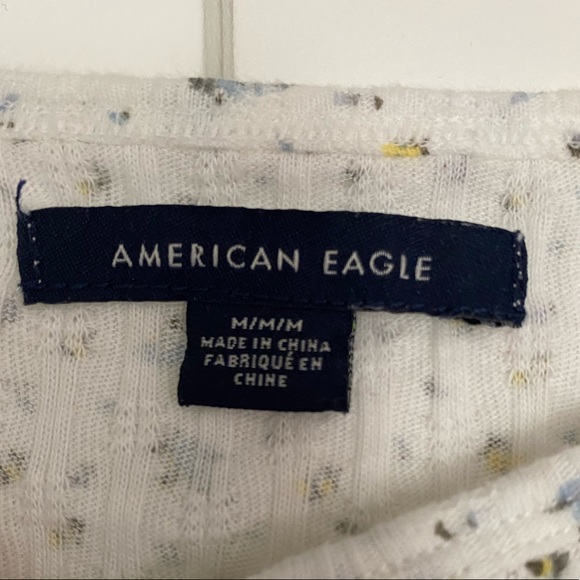 AMERICAN EAGLE
M/M/M
MADE IN CHINA
FABRIQUÉ EN
CHINE